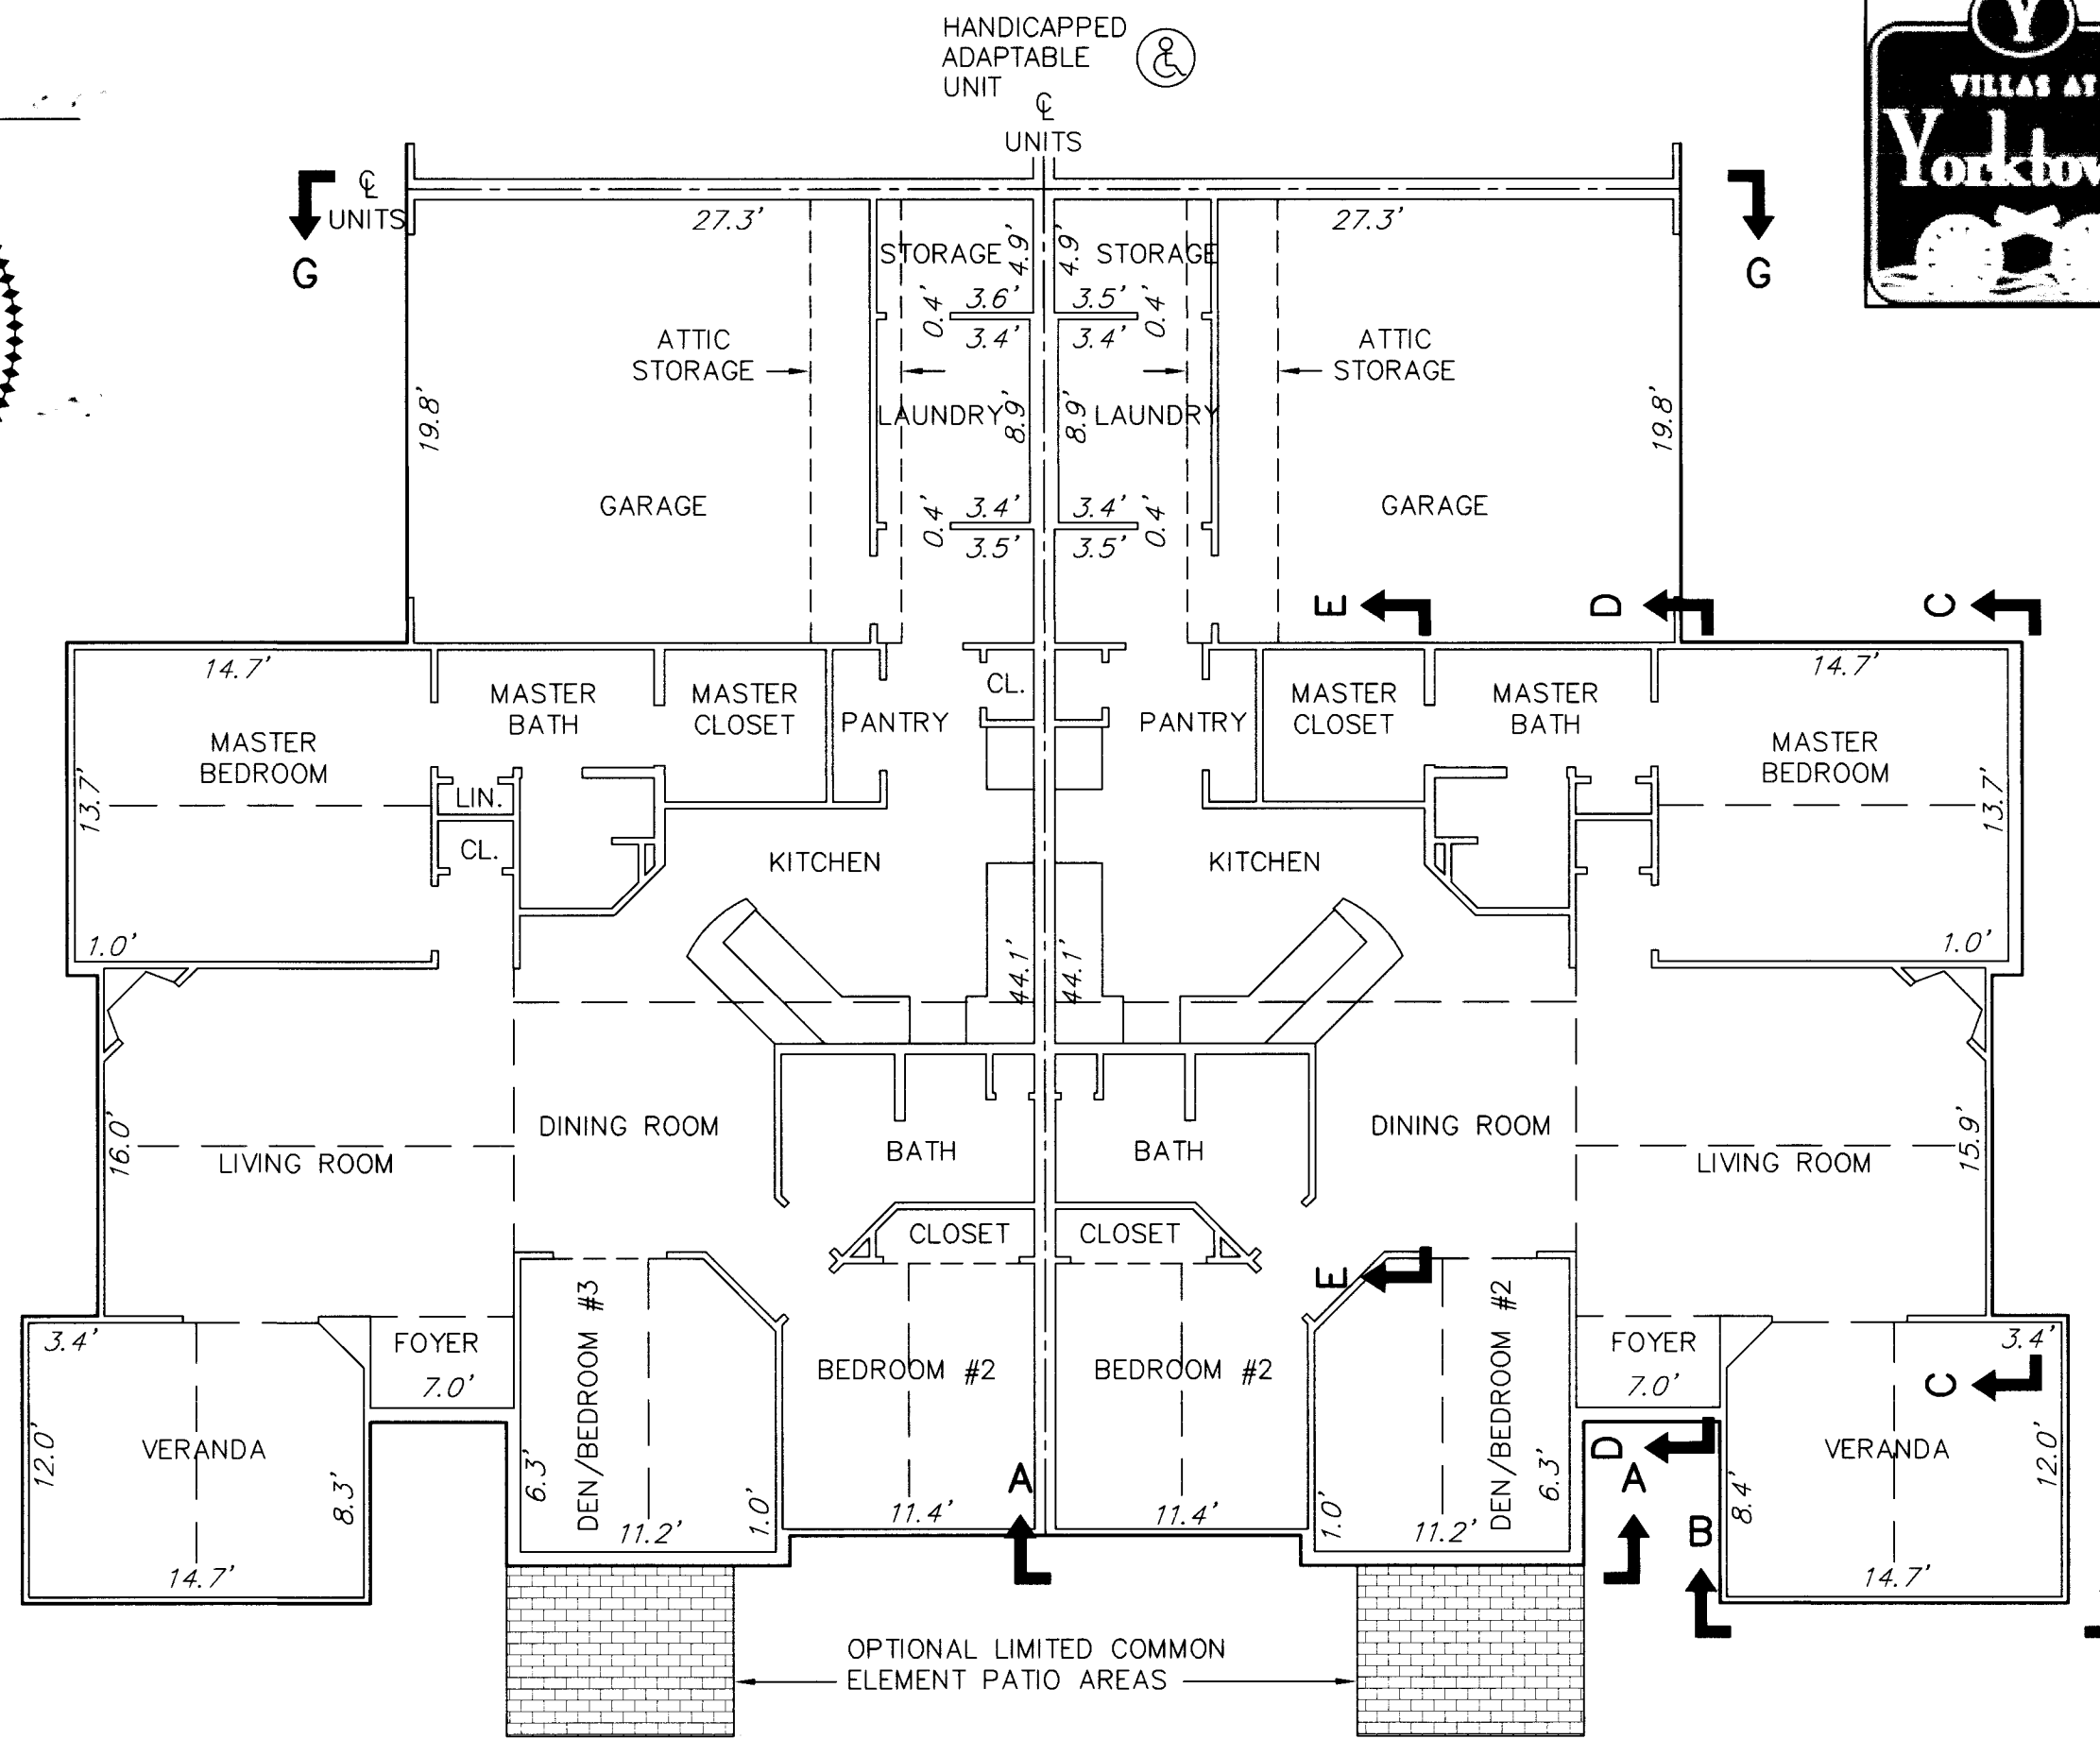 HANDICAPPED
ADAPTABLE
UNIT
℄
UNITS
VILLAS AT
G
℄
UNITS
G
27.3'
27.3'
STORAGE
4.9'
4.9'
STORAGE
3.6'
3.5'
0.4'
0.4'
3.4'
3.4'
ATTIC
STORAGE
ATTIC
STORAGE
19.8'
LAUNDRY
8.9'
8.9'
LAUNDRY
19.8'
GARAGE
GARAGE
0.4'
3.4'
3.4'
0.4'
3.5'
3.5'
E
D
C
14.7'
14.7'
MASTER
BATH
MASTER
CLOSET
PANTRY
CL.
PANTRY
MASTER
CLOSET
MASTER
BATH
MASTER
BEDROOM
MASTER
BEDROOM
13.7'
LIN.
13.7'
CL.
KITCHEN
KITCHEN
1.0'
44.1'
44.1'
1.0'
16.0'
LIVING ROOM
DINING ROOM
BATH
BATH
DINING ROOM
LIVING ROOM
15.9'
CLOSET
CLOSET
E
3.4'
FOYER
7.0'
DEN/BEDROOM #3
BEDROOM #2
BEDROOM #2
DEN/BEDROOM #2
FOYER
7.0'
3.4'
C
VERANDA
12.0'
8.3'
14.7'
6.3'
11.2'
1.0'
11.4'
A
11.4'
1.0'
11.2'
6.3'
D
A
B
8.4'
VERANDA
12.0'
14.7'
OPTIONAL LIMITED COMMON
ELEMENT PATIO AREAS